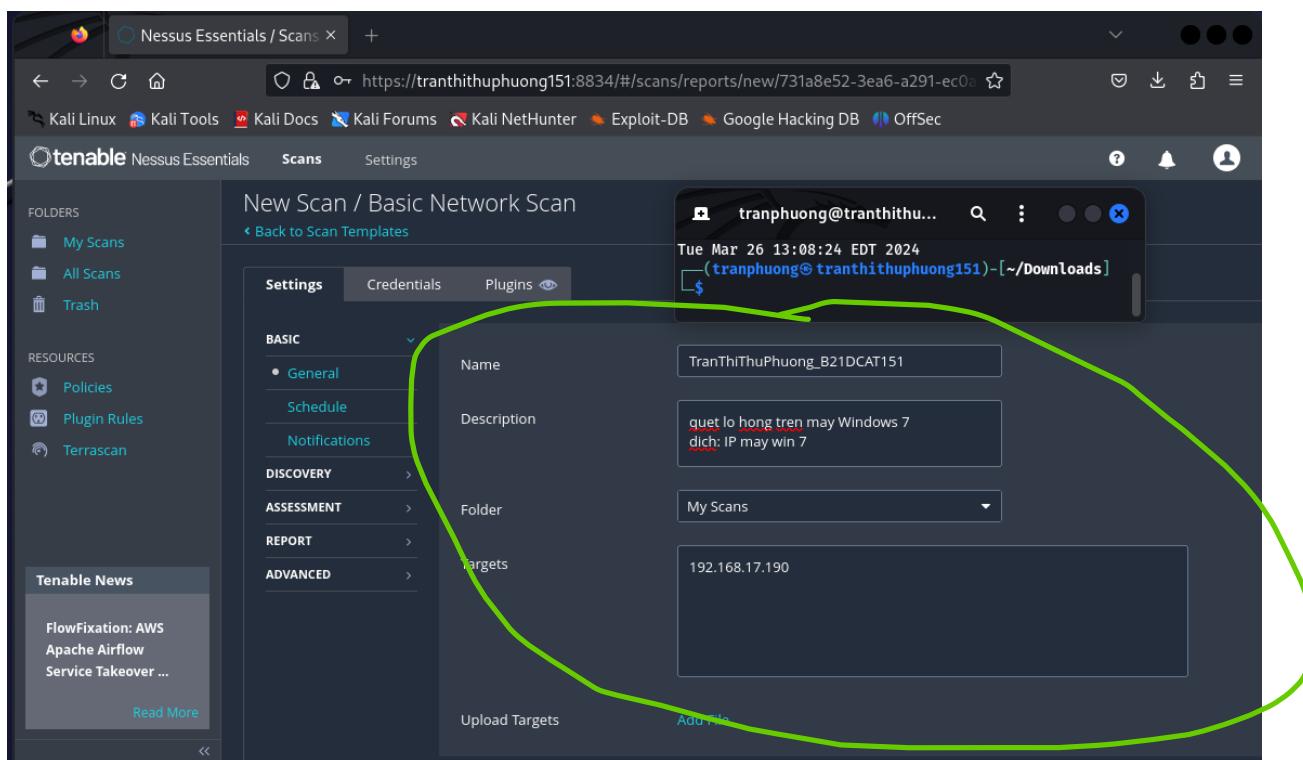 Nessus Essentials / Scans
https://tranthithuphuong151:8834/#/scans/reports/new/731a8e52-3ea6-a291-ec0a
Kali Linux Kali Tools Kali Docs Kali Forums Kali NetHunter Exploit-DB Google Hacking DB OffSec
tenable Nessus Essentials Scans Settings
FOLDERS
My Scans
All Scans
Trash
RESOURCES
Policies
Plugin Rules
Terrascan
Tenable News
FlowFixation: AWS
Apache Airflow
Service Takeover ...
Read More
New Scan / Basic Network Scan
Back to Scan Templates
tranphuong@tranthithu...
Tue Mar 26 13:08:24 EDT 2024
(tranphuong㉿tranthithuphuong151)-[~/Downloads]
$
Settings Credentials Plugins
BASIC
General
Schedule
Notifications
DISCOVERY
ASSESSMENT
REPORT
ADVANCED
Name TranThiThuPhuong_B21DCAT151
Description quet lo hong tren may Windows 7
dich: IP may win 7
Folder My Scans
Targets 192.168.17.190
Upload Targets Add File